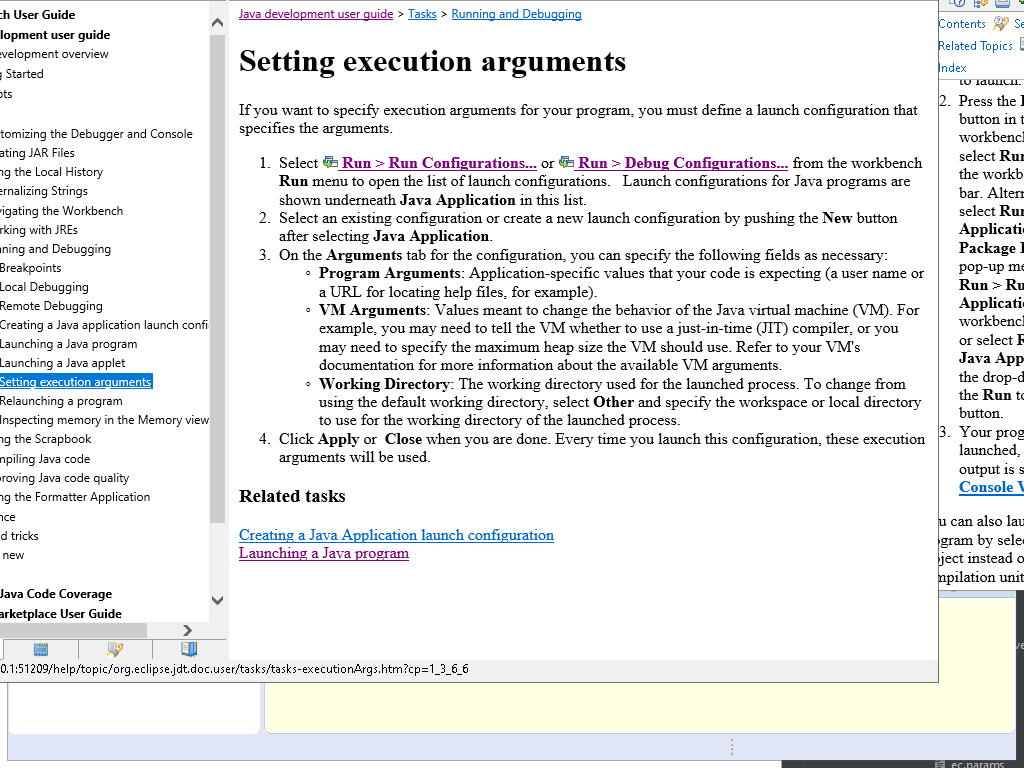 ch User Guide
lopment user guide
evelopment overview
g Started
pts
tomizing the Debugger and Console
ating JAR Files
ng the Local History
ernalizing Strings
vigating the Workbench
rking with JREs
nning and Debugging
Breakpoints
Local Debugging
Remote Debugging
Creating a Java application launch confi
Launching a Java program
Launching a Java applet
Setting execution arguments
Relaunching a program
Inspecting memory in the Memory view
ng the Scrapbook
mpiling Java code
proving Java code quality
ng the Formatter Application
nce
d tricks
new
Java Code Coverage
arketplace User Guide
Java development user guide > Tasks > Running and Debugging
Setting execution arguments
If you want to specify execution arguments for your program, you must define a launch configuration that
specifies the arguments.
1. Select Run > Run Configurations... or Run > Debug Configurations... from the workbench
Run menu to open the list of launch configurations. Launch configurations for Java programs are
shown underneath Java Application in this list.
2. Select an existing configuration or create a new launch configuration by pushing the New button
after selecting Java Application.
3. On the Arguments tab for the configuration, you can specify the following fields as necessary:
◦ Program Arguments: Application-specific values that your code is expecting (a user name or
a URL for locating help files, for example).
◦ VM Arguments: Values meant to change the behavior of the Java virtual machine (VM). For
example, you may need to tell the VM whether to use a just-in-time (JIT) compiler, or you
may need to specify the maximum heap size the VM should use. Refer to your VM's
documentation for more information about the available VM arguments.
◦ Working Directory: The working directory used for the launched process. To change from
using the default working directory, select Other and specify the workspace or local directory
to use for the working directory of the launched process.
4. Click Apply or Close when you are done. Every time you launch this configuration, these execution
arguments will be used.
Related tasks
Creating a Java Application launch configuration
Launching a Java program
0.1:51209/help/topic/org.eclipse.jdt.doc.user/tasks/tasks-executionArgs.htm?cp=1_3_6_6
Contents Se
Related Topics
Index
to launch.
2. Press the
button in t
workbench
select Run
the workb
bar. Altern
select Run
Applicatio
Package
pop-up me
Run > Ru
Applicatio
workbench
or select R
Java App
the drop-d
the Run to
button.
3. Your prog
launched,
output is s
Console V
u can also lau
ogram by selec
ject instead o
mpilation unit
ve
ec.params